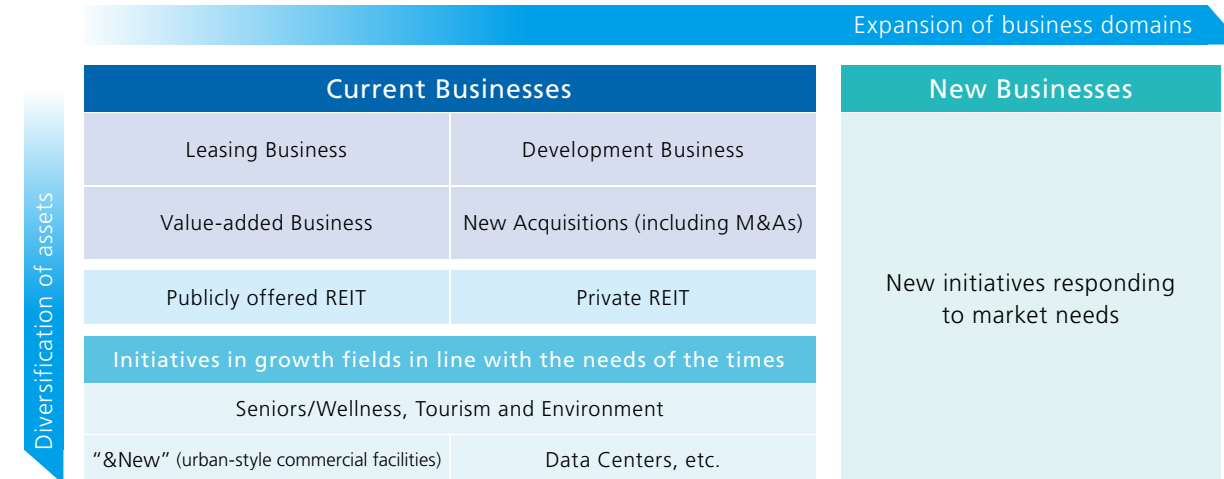 Expansion of business domains
Diversification of assets
Current Businesses
Leasing Business
Development Business
Value-added Business
New Acquisitions (including M&As)
Publicly offered REIT
Private REIT
Initiatives in growth fields in line with the needs of the times
Seniors/Wellness, Tourism and Environment
“&New” (urban-style commercial facilities)
Data Centers, etc.
New Businesses
New initiatives responding
to market needs